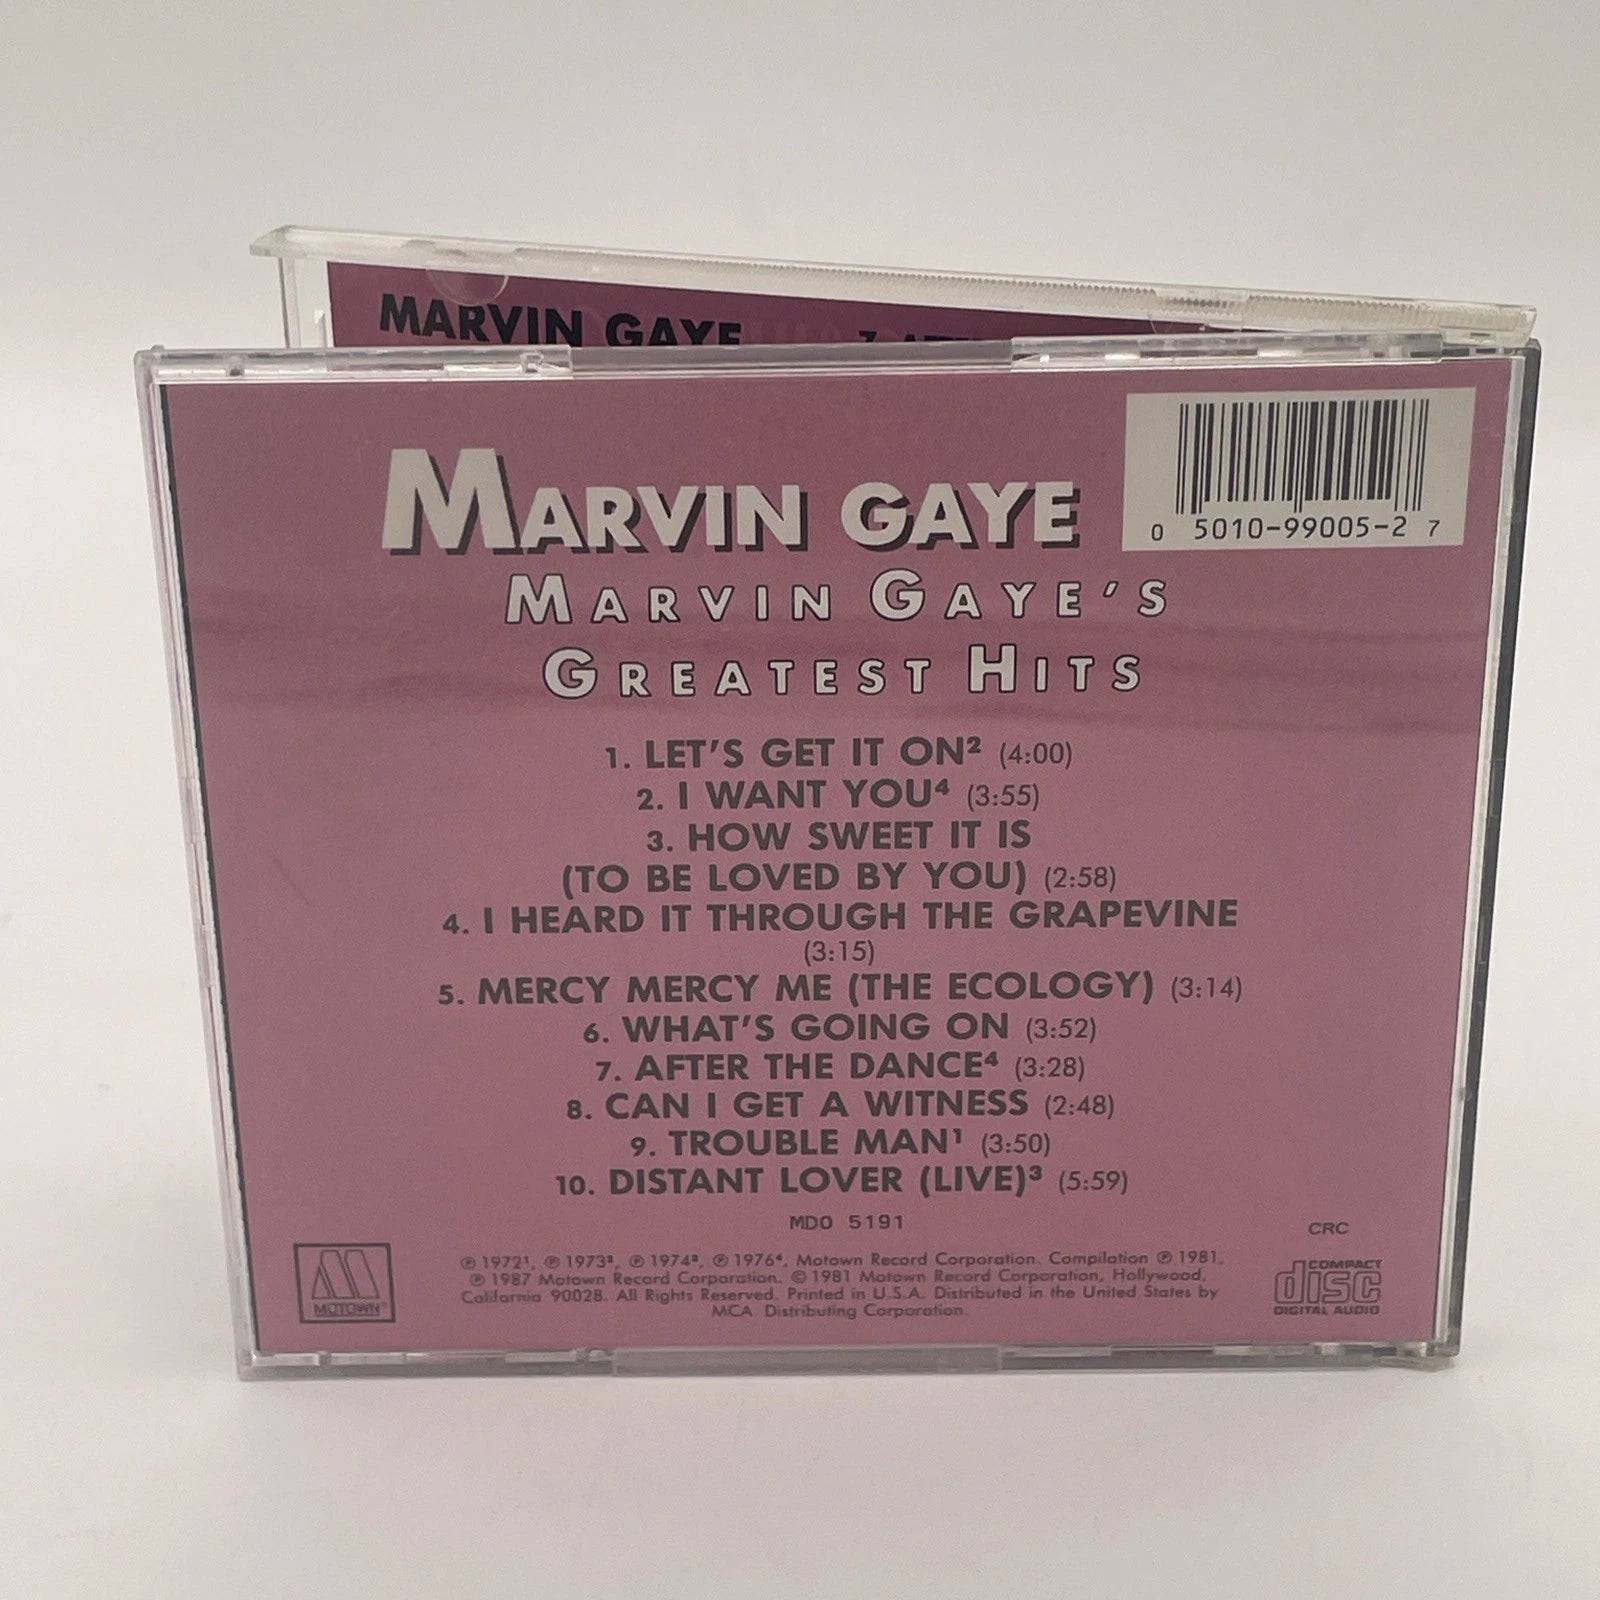 MARVIN GAYE
MARVIN GAYE
0 5010-99005-2 7
MARVIN GAYE'S
GREATEST HITS
1. LET'S GET IT ON² (4:00)
2. I WANT YOU⁴ (3:55)
3. HOW SWEET IT IS
(TO BE LOVED BY YOU) (2:58)
4. I HEARD IT THROUGH THE GRAPEVINE
(3:15)
5. MERCY MERCY ME (THE ECOLOGY) (3:14)
6. WHAT'S GOING ON (3:52)
7. AFTER THE DANCE⁴ (3:28)
8. CAN I GET A WITNESS (2:48)
9. TROUBLE MAN¹ (3:50)
10. DISTANT LOVER (LIVE)³ (5:59)
MDO 5191
CRC
℗ 1972¹, ℗ 1973², ℗ 1974³, ℗ 1976⁴, Motown Record Corporation. Compilation ℗ 1981,
℗ 1987 Motown Record Corporation. © 1981 Motown Record Corporation, Hollywood,
California 90028. All Rights Reserved. Printed in U.S.A. Distributed in the United States by
MCA Distributing Corporation.
MOTOWN®
COMPACT
disc
DIGITAL AUDIO